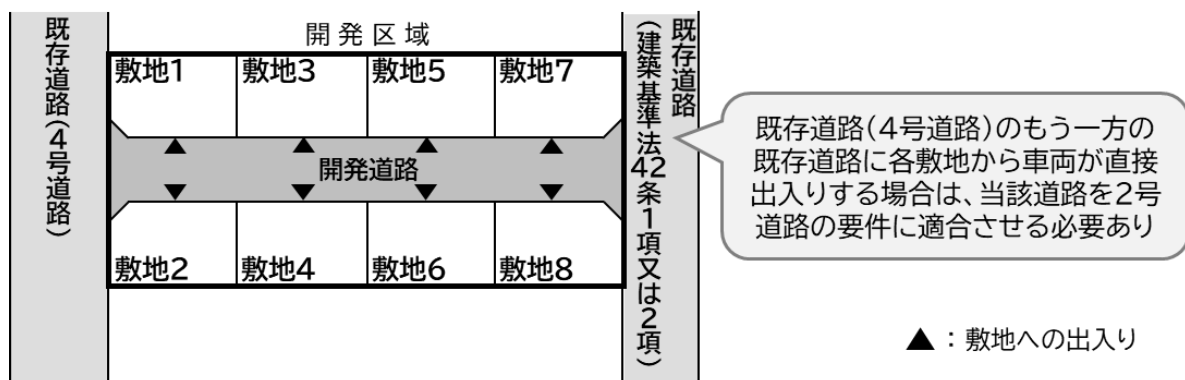 既存道路(4号道路)
開発区域
敷地1
敷地3
敷地5
敷地7
開発道路
敷地2
敷地4
敷地6
敷地8
既存道路
(建築基準法42条1項又は2項)
既存道路(4号道路)のもう一方の
既存道路に各敷地から車両が直接
出入りする場合は、当該道路を2号
道路の要件に適合させる必要あり
▲：敷地への出入り